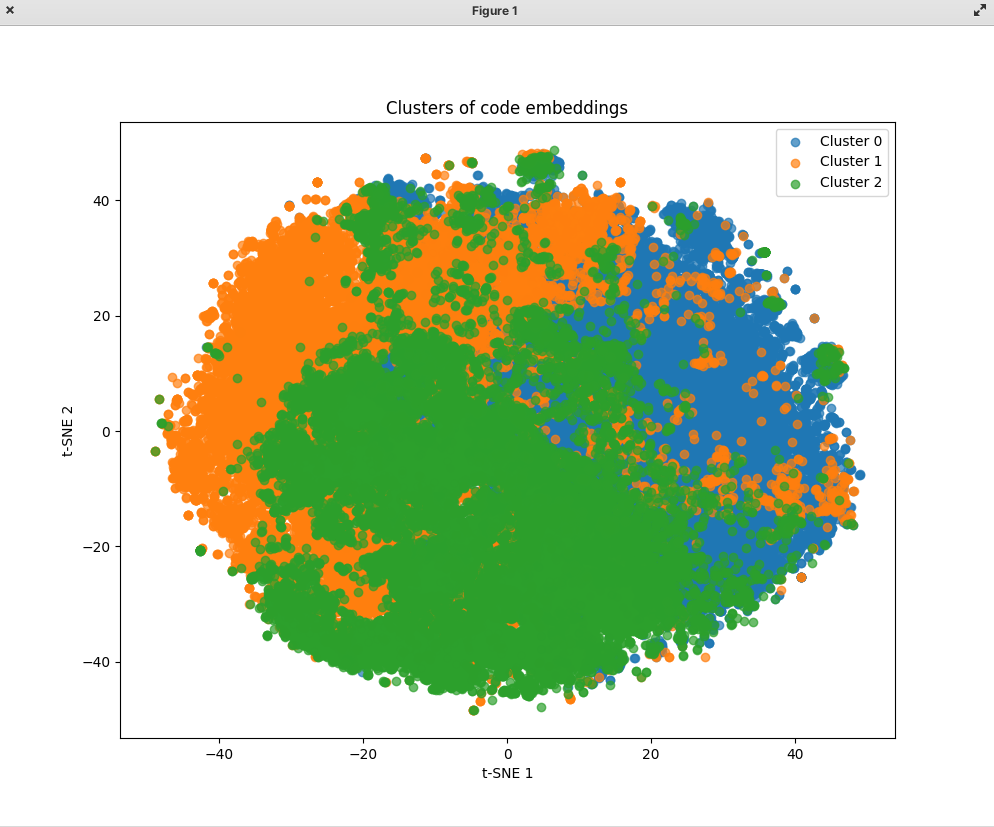 Figure 1
Clusters of code embeddings
Cluster 0
Cluster 1
Cluster 2
40
20
0
−20
−40
t-SNE 2
−40
−20
0
20
40
t-SNE 1